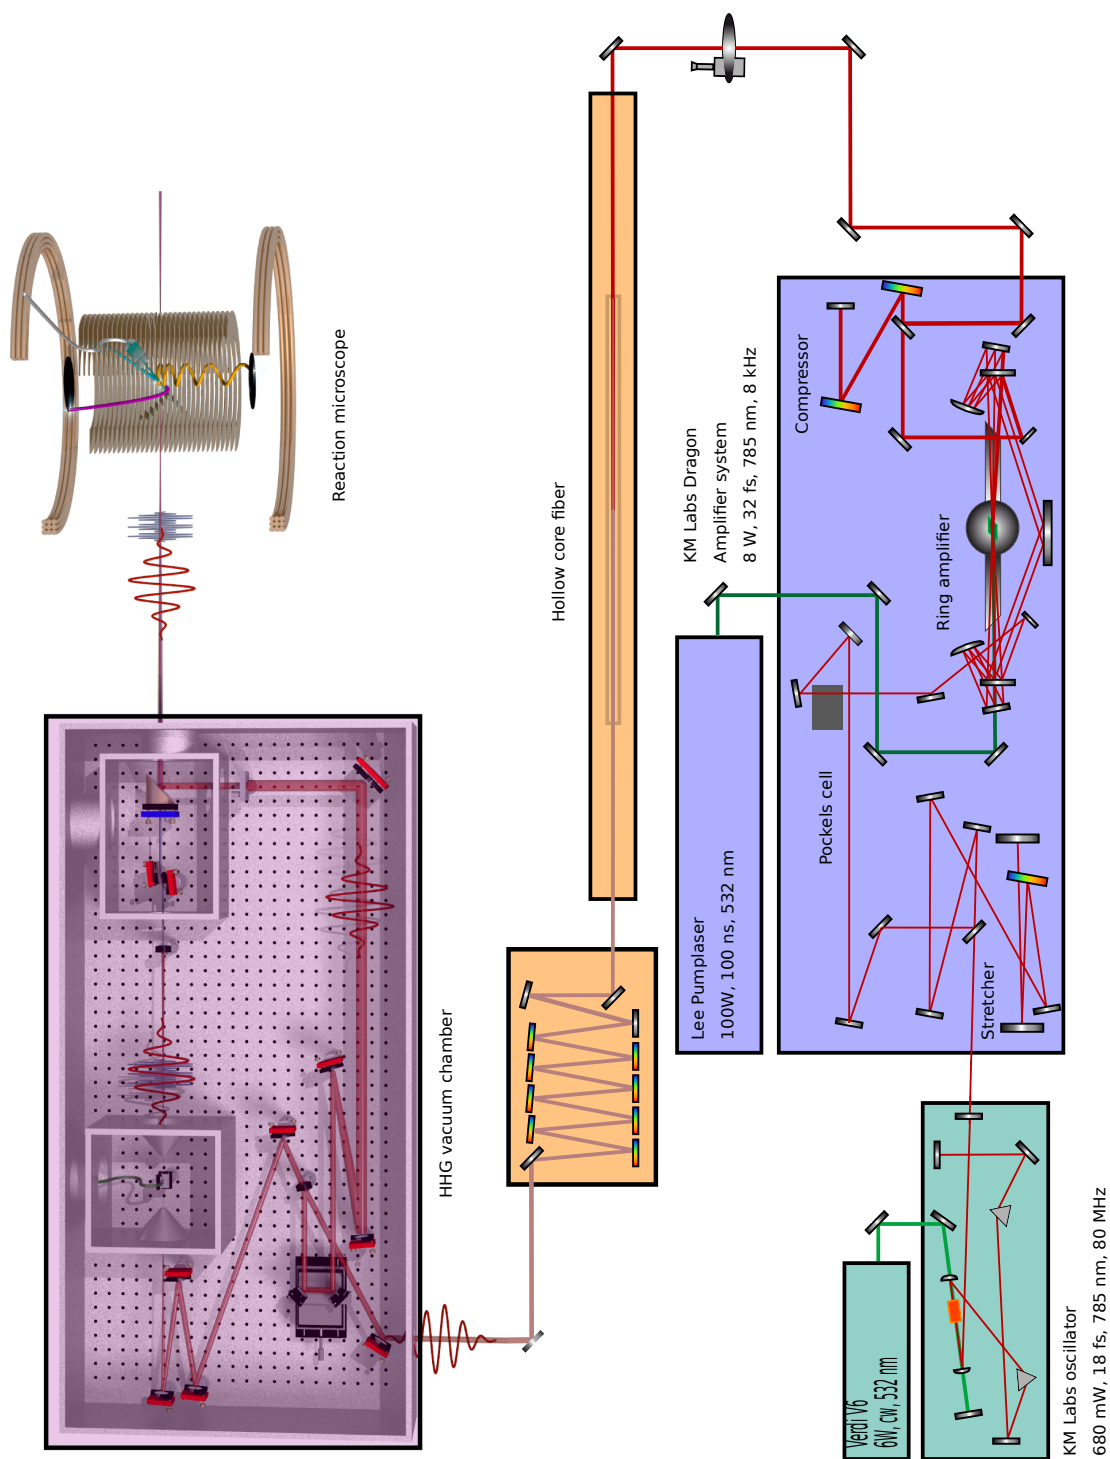 Reaction microscope
HHG vacuum chamber
Hollow core fiber
KM Labs Dragon
Amplifier system
8 W, 32 fs, 785 nm, 8 kHz
Lee Pumplaser
100W, 100 ns, 532 nm
Compressor
Ring amplifier
Pockels cell
Stretcher
Verdi V6
6W, cw, 532 nm
KM Labs oscillator
680 mW, 18 fs, 785 nm, 80 MHz